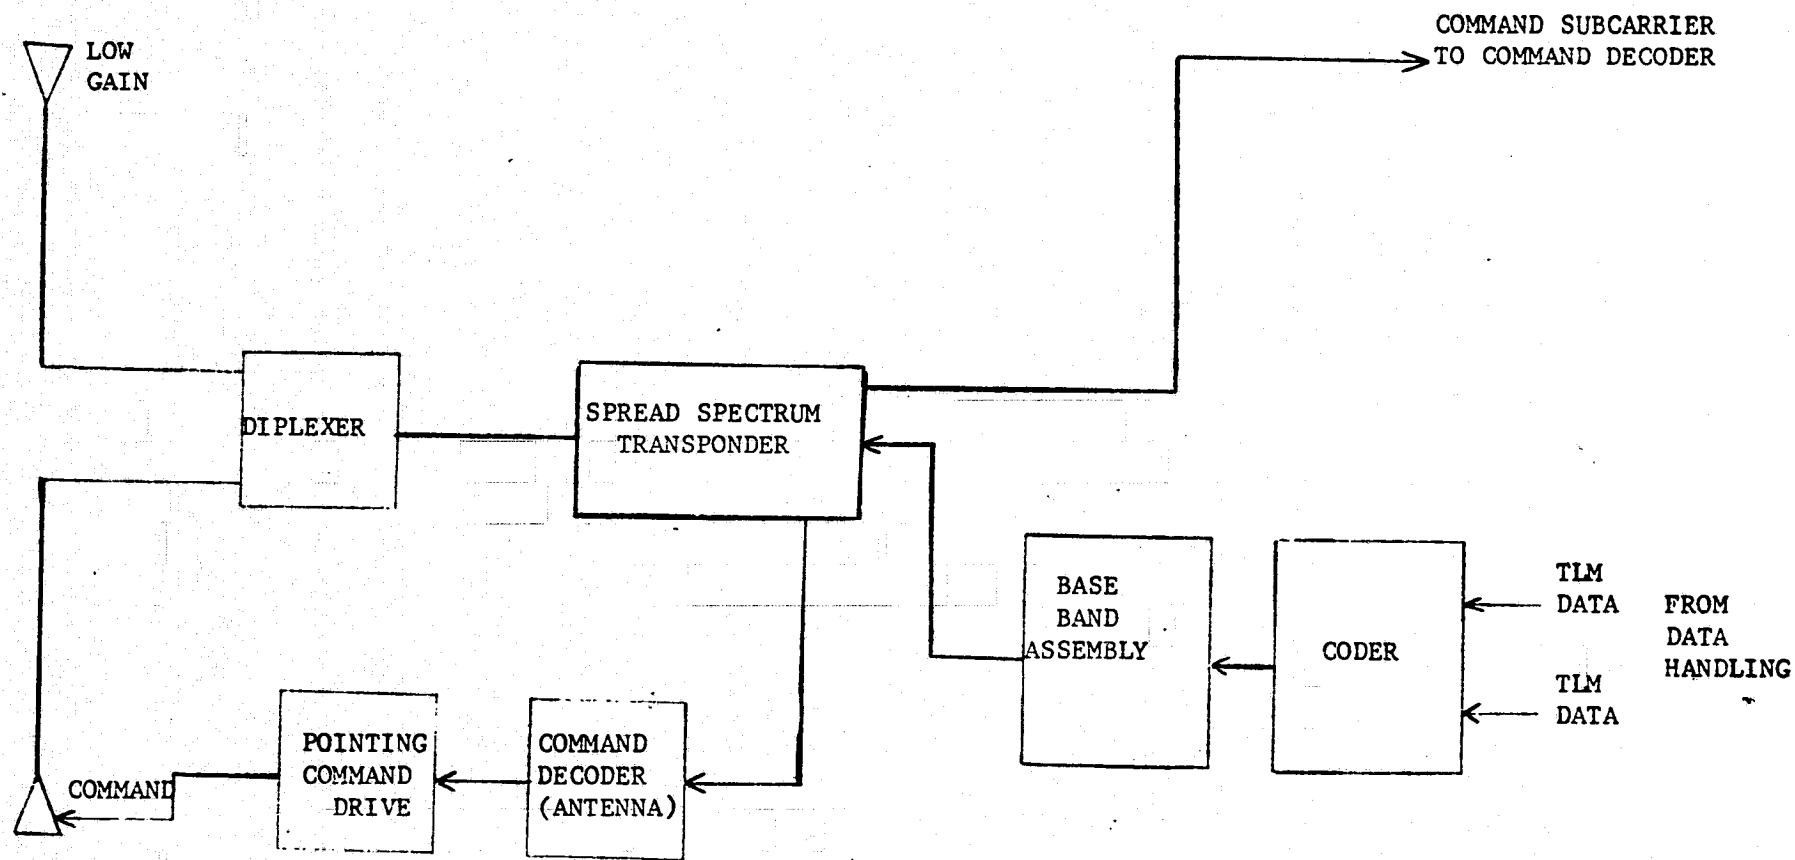 COMMAND SUBCARRIER
TO COMMAND DECODER
LOW
GAIN
DIPLEXER
SPREAD SPECTRUM
TRANSPONDER
BASE
BAND
ASSEMBLY
CODER
TLM
DATA
FROM
DATA
HANDLING
TLM
DATA
POINTING
COMMAND
DRIVE
COMMAND
DECODER
(ANTENNA)
COMMAND